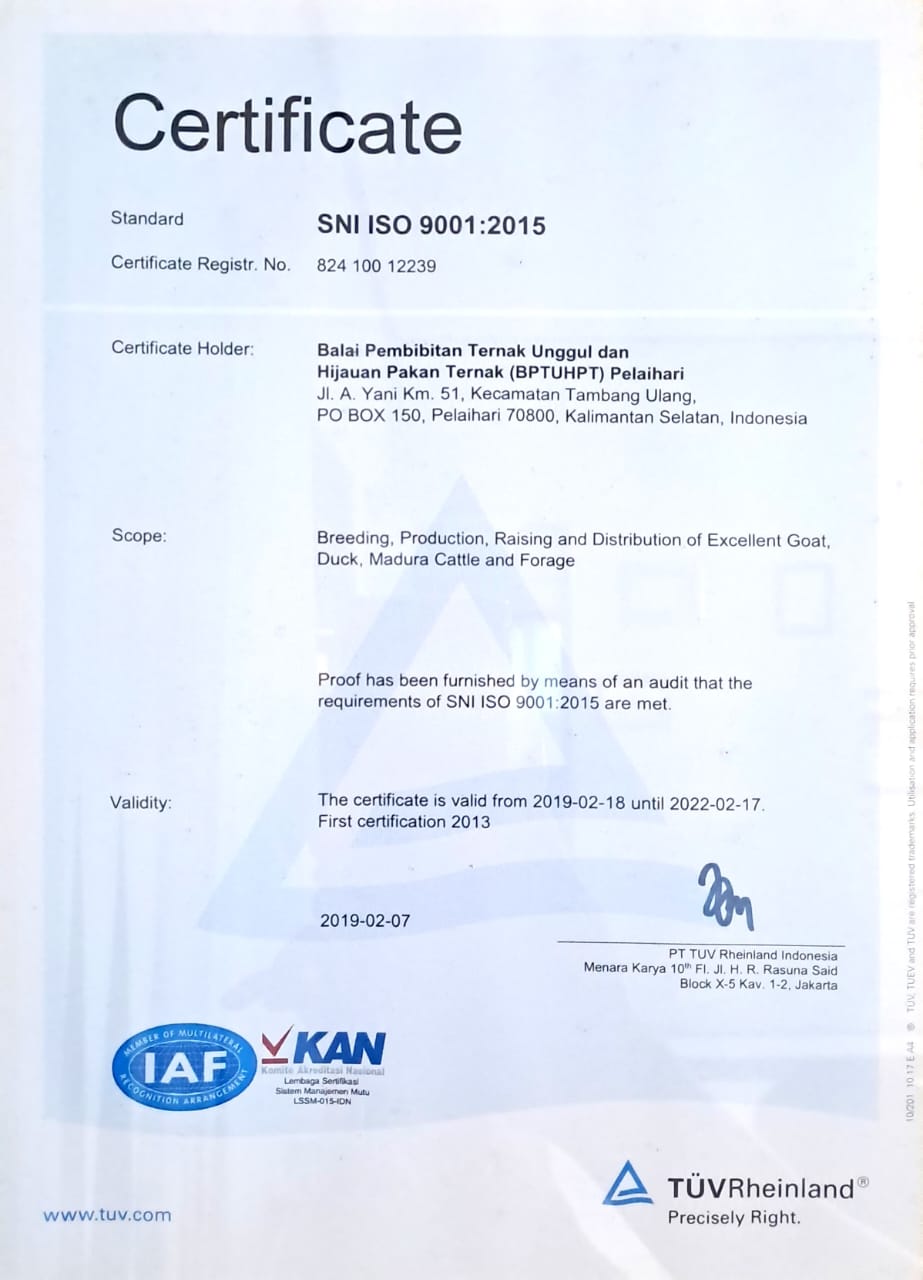 Certificate
Standard SNI ISO 9001:2015
Certificate Registr. No. 824 100 12239
Certificate Holder: Balai Pembibitan Ternak Unggul dan
Hijauan Pakan Ternak (BPTUHPT) Pelaihari
Jl. A. Yani Km. 51, Kecamatan Tambang Ulang,
PO BOX 150, Pelaihari 70800, Kalimantan Selatan, Indonesia
Scope: Breeding, Production, Raising and Distribution of Excellent Goat,
Duck, Madura Cattle and Forage
Proof has been furnished by means of an audit that the
requirements of SNI ISO 9001:2015 are met.
Validity: The certificate is valid from 2019-02-18 until 2022-02-17.
First certification 2013
2019-02-07
PT TUV Rheinland Indonesia
Menara Karya 10th Fl. Jl. H. R. Rasuna Said
Block X-5 Kav. 1-2, Jakarta
MEMBER OF MULTILATERAL
IAF
RECOGNITION ARRANGEMENT
KAN
Komite Akreditasi Nasional
Lembaga Sertifikasi
Sistem Manajemen Mutu
LSSM-015-IDN
TÜVRheinland®
Precisely Right.
www.tuv.com
10/201 10.17 E A4 ® TÜV, TUEV and TUV are registered trademarks. Utilisation and application requires prior approval